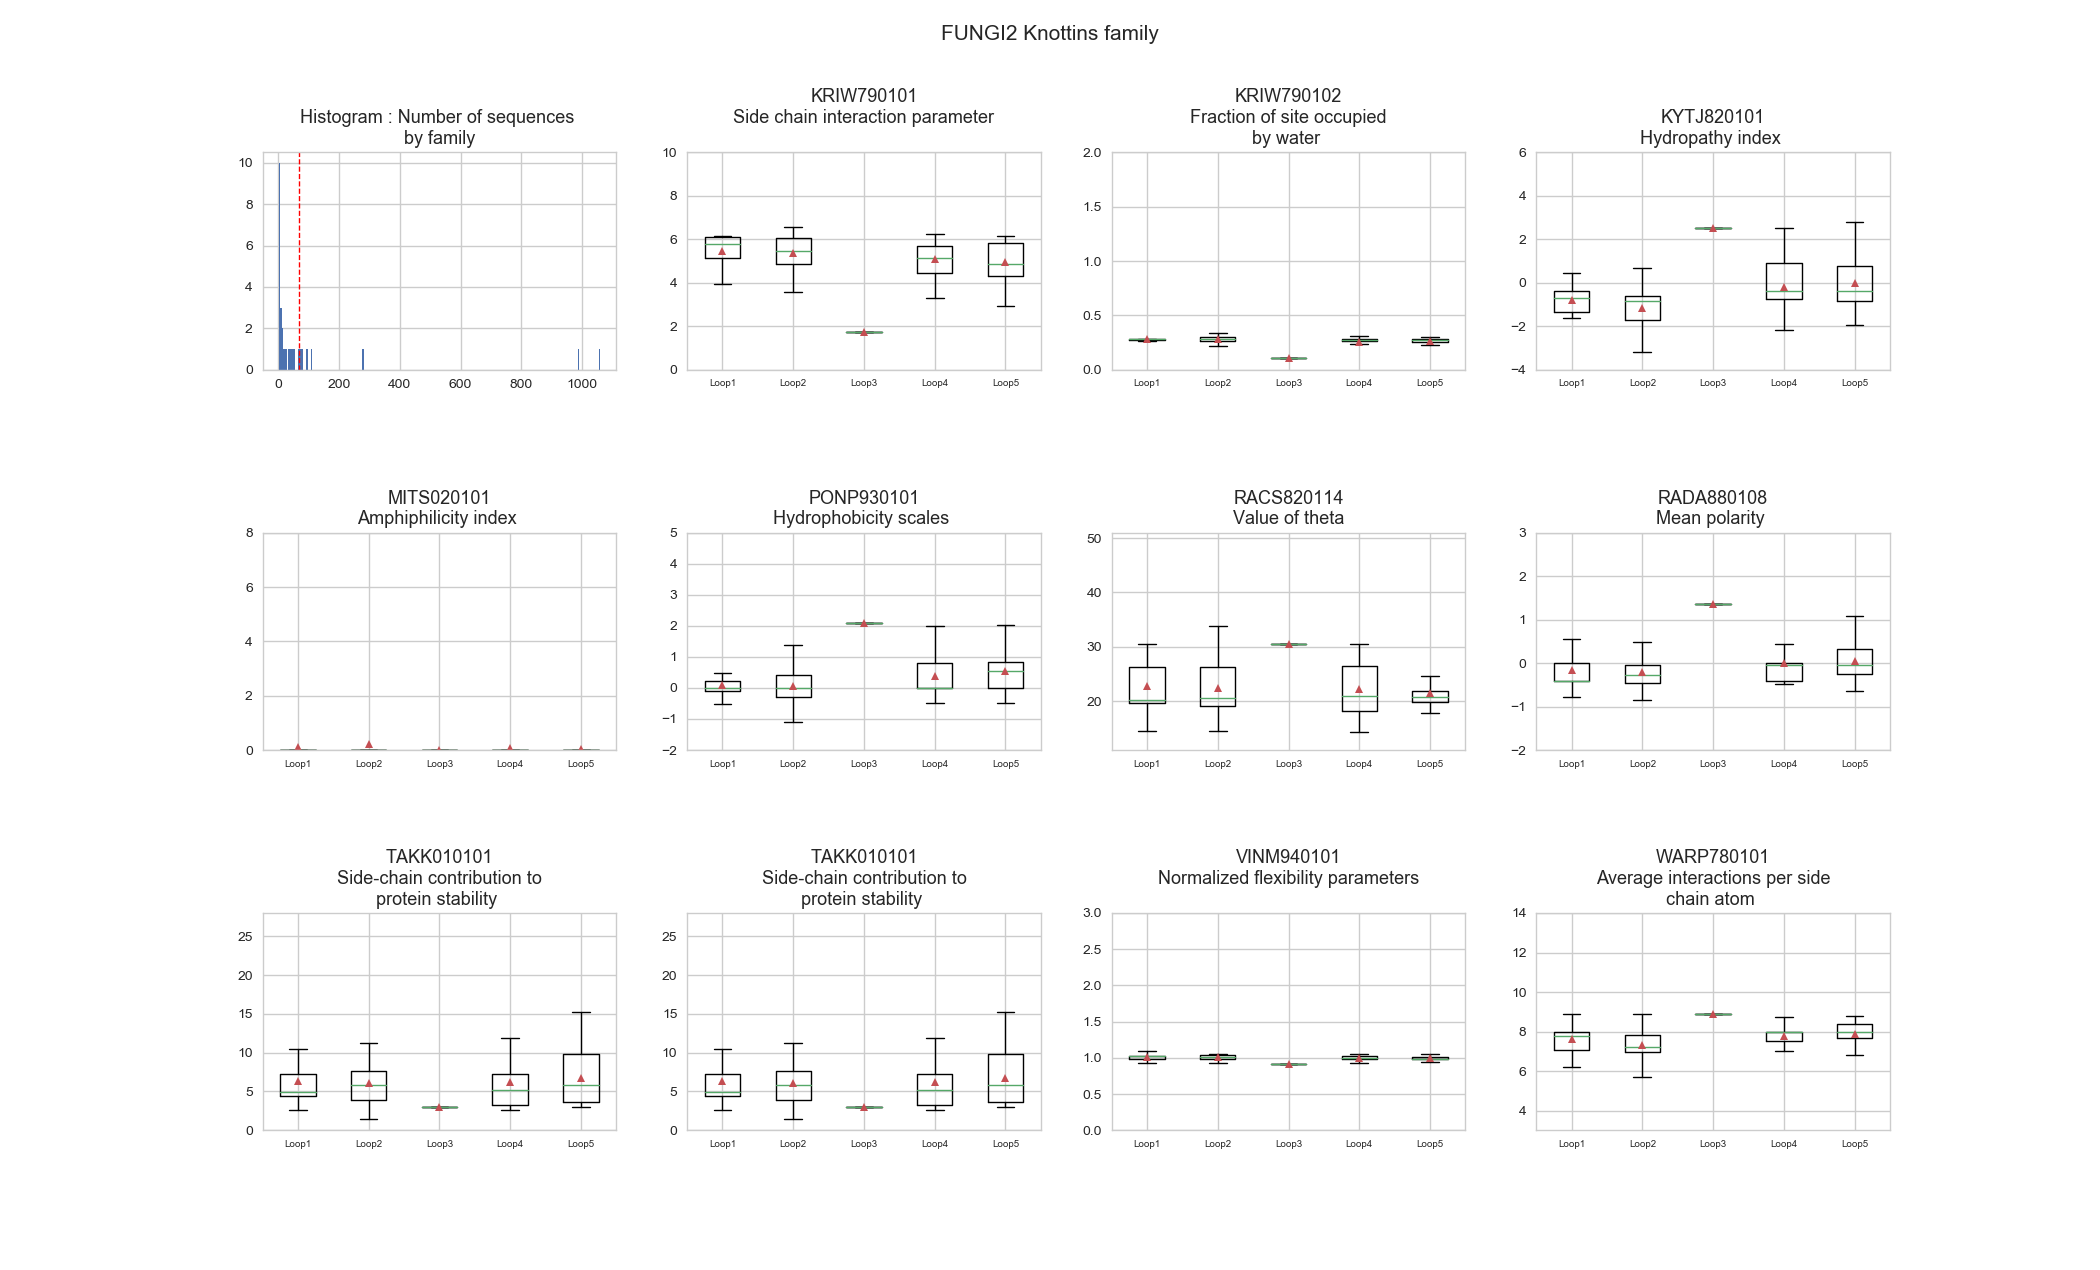 FUNGI2 Knottins family
Histogram : Number of sequences
by family
10
8
6
4
2
0
0 200 400 600 800 1000
KRIW790101
Side chain interaction parameter
10
8
6
4
2
0
Loop1 Loop2 Loop3 Loop4 Loop5
KRIW790102
Fraction of site occupied
by water
2.0
1.5
1.0
0.5
0.0
Loop1 Loop2 Loop3 Loop4 Loop5
KYTJ820101
Hydropathy index
6
4
2
0
−2
−4
Loop1 Loop2 Loop3 Loop4 Loop5
MITS020101
Amphiphilicity index
8
6
4
2
0
Loop1 Loop2 Loop3 Loop4 Loop5
PONP930101
Hydrophobicity scales
5
4
3
2
1
0
−1
−2
Loop1 Loop2 Loop3 Loop4 Loop5
RACS820114
Value of theta
50
40
30
20
Loop1 Loop2 Loop3 Loop4 Loop5
RADA880108
Mean polarity
3
2
1
0
−1
−2
Loop1 Loop2 Loop3 Loop4 Loop5
TAKK010101
Side-chain contribution to
protein stability
25
20
15
10
5
0
Loop1 Loop2 Loop3 Loop4 Loop5
TAKK010101
Side-chain contribution to
protein stability
25
20
15
10
5
0
Loop1 Loop2 Loop3 Loop4 Loop5
VINM940101
Normalized flexibility parameters
3.0
2.5
2.0
1.5
1.0
0.5
0.0
Loop1 Loop2 Loop3 Loop4 Loop5
WARP780101
Average interactions per side
chain atom
14
12
10
8
6
4
Loop1 Loop2 Loop3 Loop4 Loop5